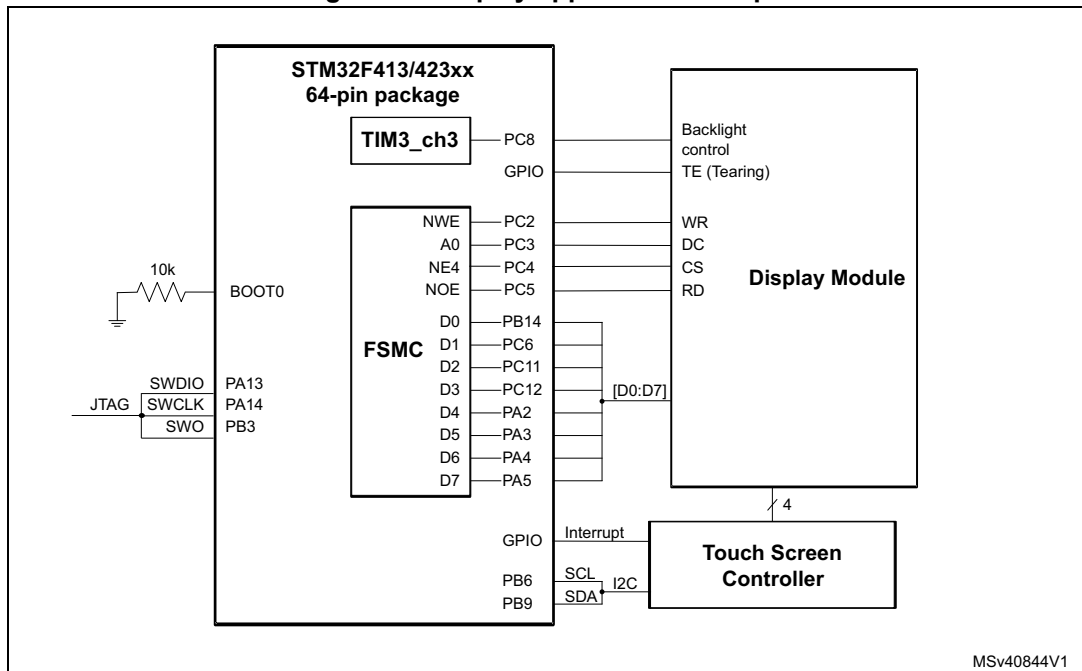 STM32F413/423xx
64-pin package
TIM3_ch3
PC8
Backlight
control
GPIO
TE (Tearing)
NWE
PC2
WR
A0
PC3
DC
NE4
PC4
CS
NOE
PC5
RD
Display Module
10k
BOOT0
FSMC
D0
PB14
D1
PC6
D2
PC11
D3
PC12
[D0:D7]
D4
PA2
D5
PA3
D6
PA4
D7
PA5
JTAG
SWDIO
PA13
SWCLK
PA14
SWO
PB3
4
GPIO
Interrupt
Touch Screen
Controller
PB6
SCL
I2C
PB9
SDA
MSv40844V1